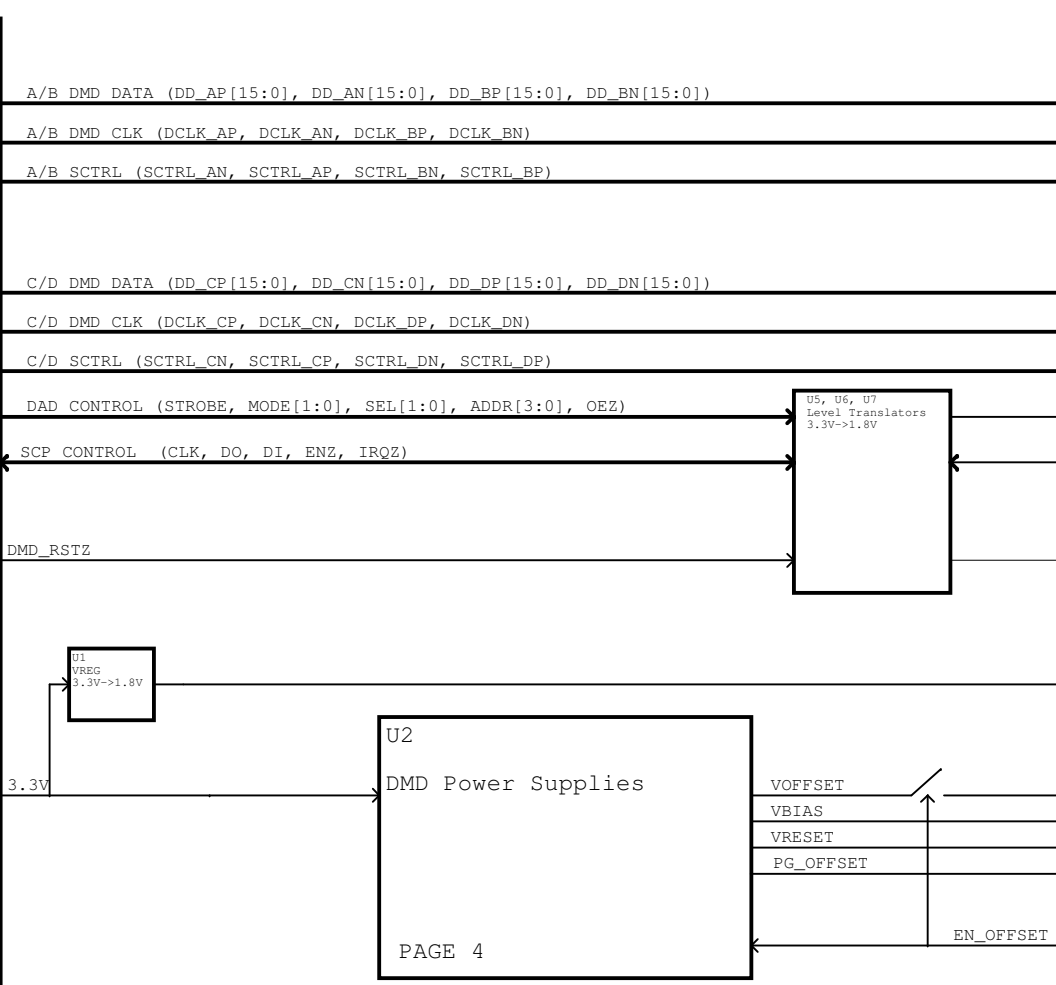 A/B DMD DATA (DD_AP[15:0], DD_AN[15:0], DD_BP[15:0], DD_BN[15:0])
A/B DMD CLK (DCLK_AP, DCLK_AN, DCLK_BP, DCLK_BN)
A/B SCTRL (SCTRL_AN, SCTRL_AP, SCTRL_BN, SCTRL_BP)
C/D DMD DATA (DD_CP[15:0], DD_CN[15:0], DD_DP[15:0], DD_DN[15:0])
C/D DMD CLK (DCLK_CP, DCLK_CN, DCLK_DP, DCLK_DN)
C/D SCTRL (SCTRL_CN, SCTRL_CP, SCTRL_DN, SCTRL_DP)
DAD CONTROL (STROBE, MODE[1:0], SEL[1:0], ADDR[3:0], OEZ)
U5, U6, U7
Level Translators
3.3V->1.8V
SCP CONTROL (CLK, DO, DI, ENZ, IRQZ)
DMD_RSTZ
U1
VREG
3.3V->1.8V
U2
DMD Power Supplies
3.3V
VOFFSET
VBIAS
VRESET
PG_OFFSET
EN_OFFSET
PAGE 4